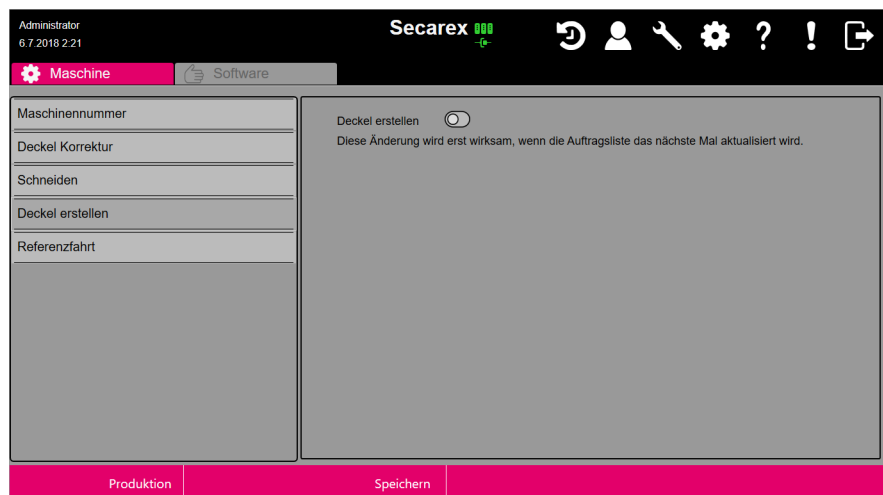 Administrator
6.7.2018 2:21
Secarex
Maschine
Software
Maschinennummer
Deckel Korrektur
Schneiden
Deckel erstellen
Referenzfahrt
Deckel erstellen
Diese Änderung wird erst wirksam, wenn die Auftragsliste das nächste Mal aktualisiert wird.
Produktion
Speichern